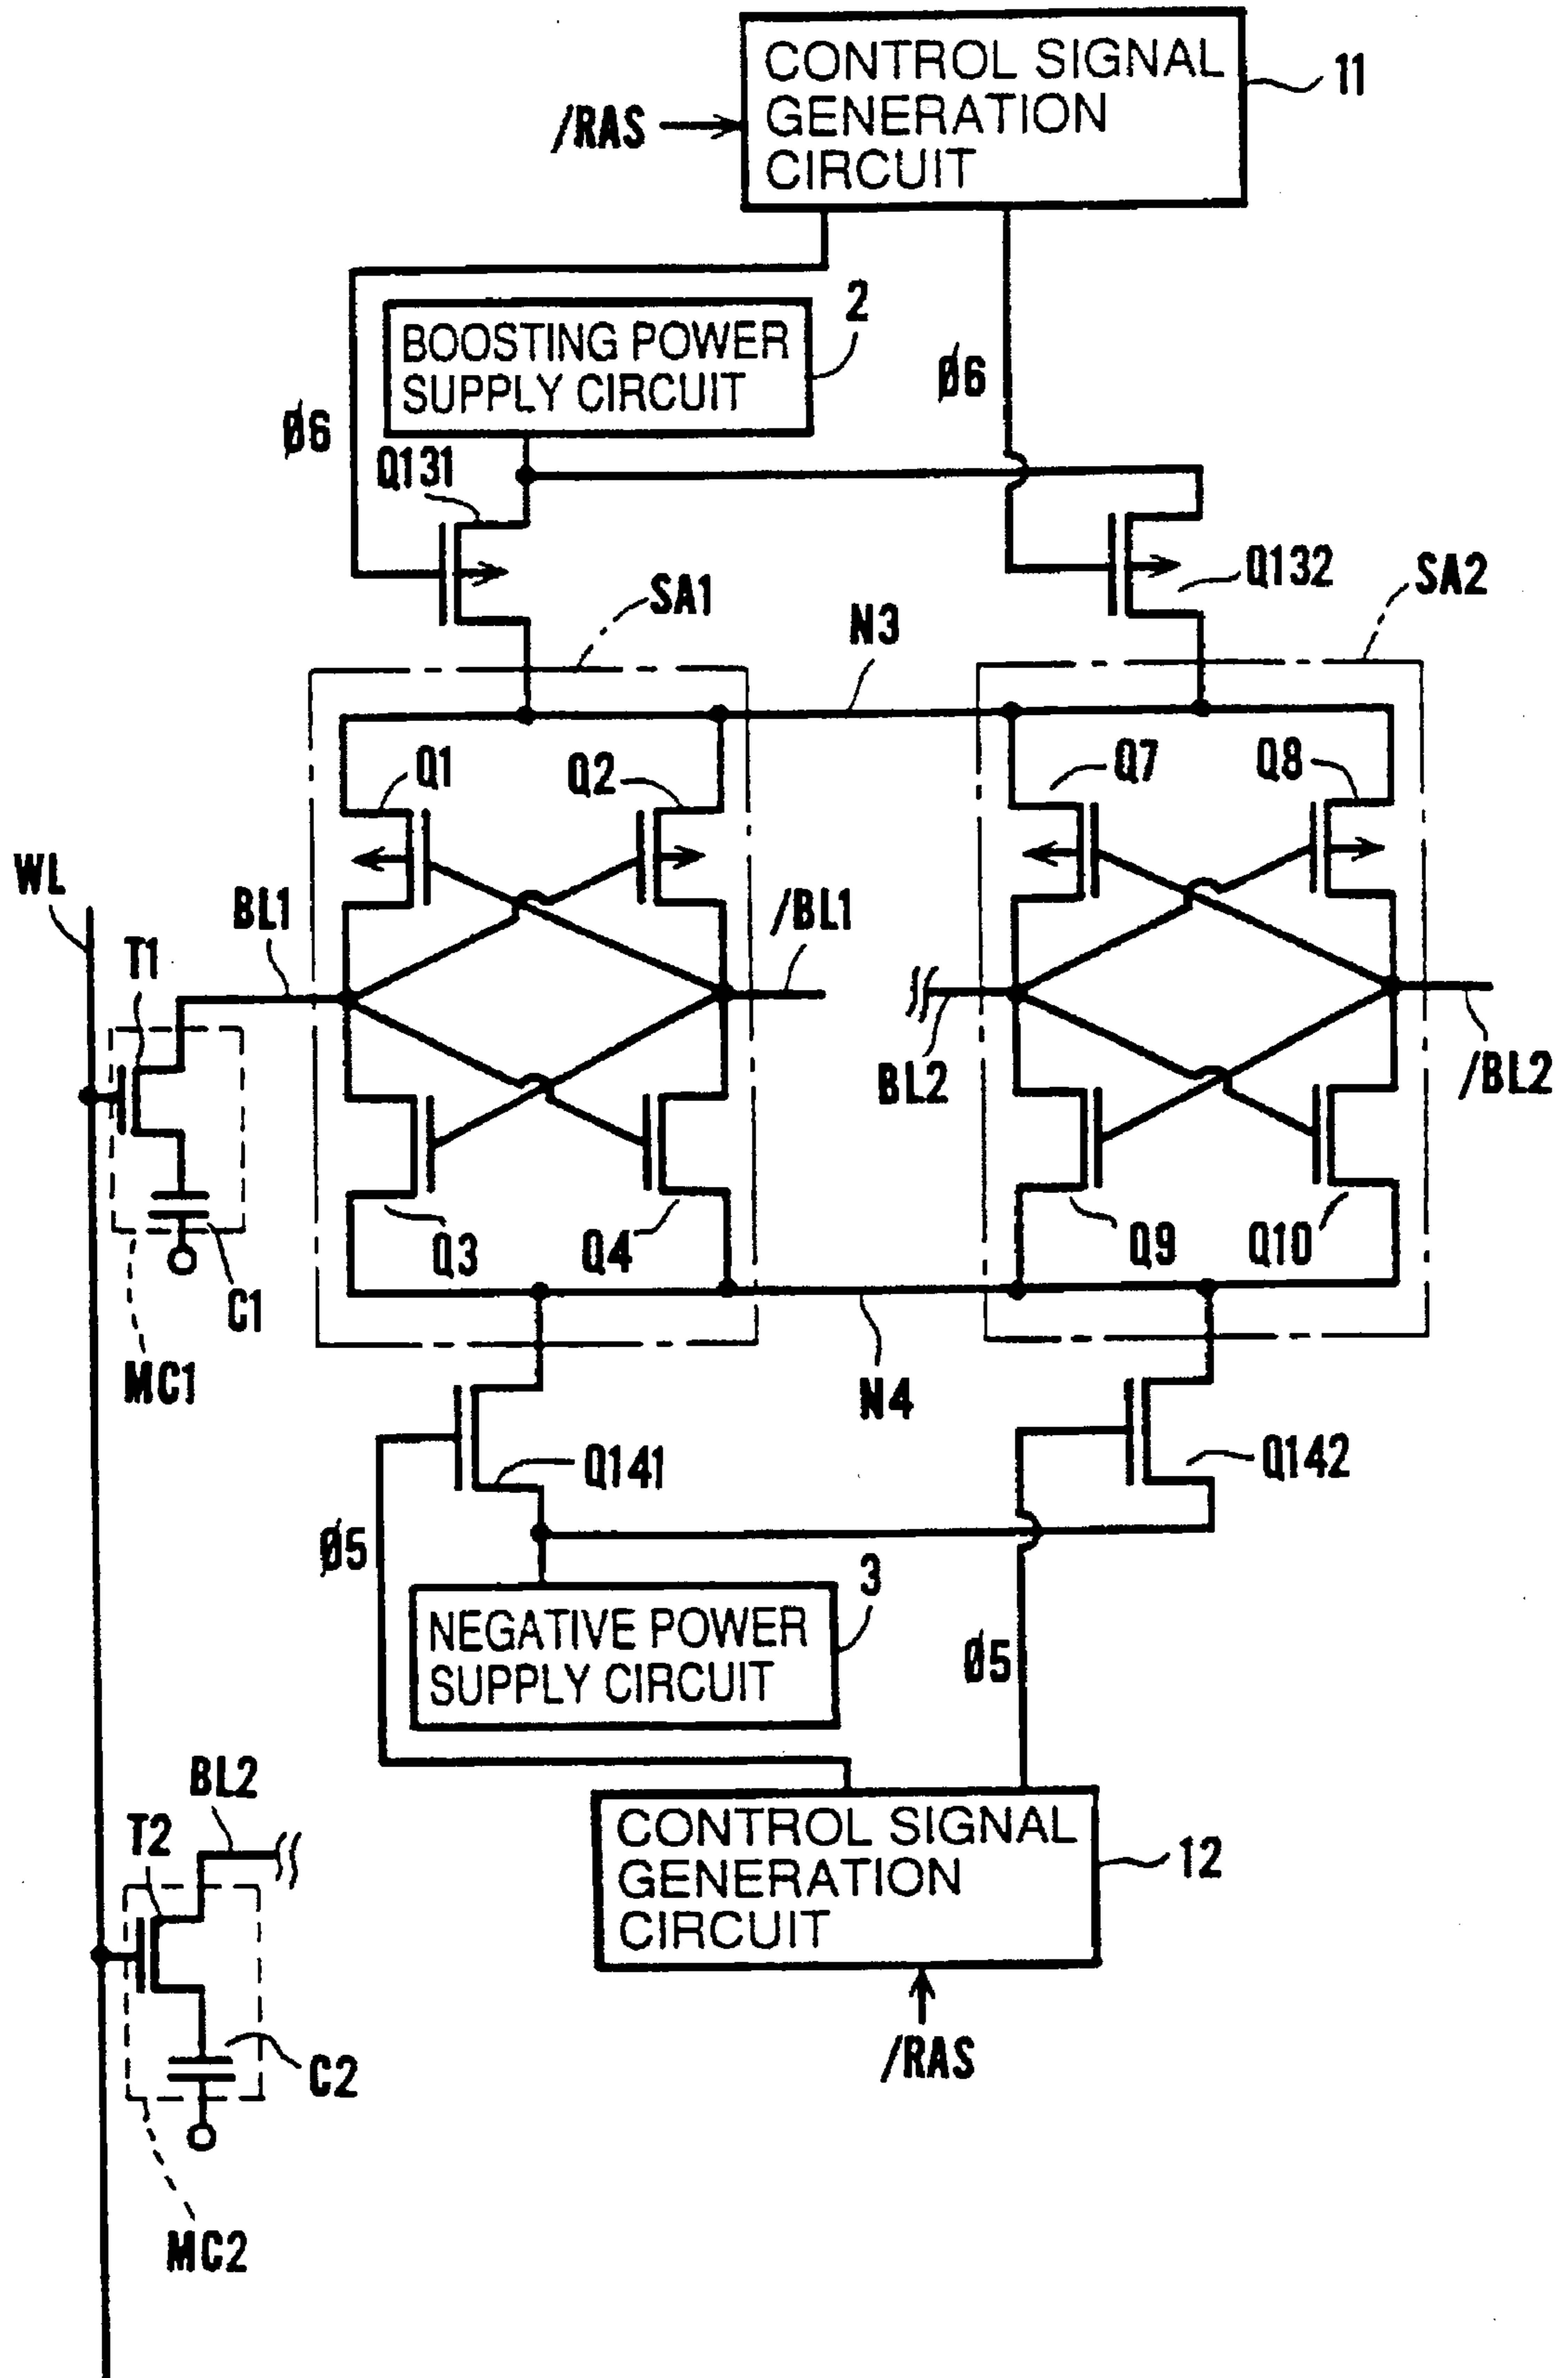 CONTROL SIGNAL
GENERATION
CIRCUIT
11
/RAS
BOOSTING POWER
SUPPLY CIRCUIT
2
Ø6
Ø6
Q131
Q132
SA1
SA2
N3
Q1
Q2
Q7
Q8
WL
T1
BL1
/BL1
BL2
/BL2
Q3
Q4
Q9
Q10
C1
MC1
N4
Q141
Q142
Ø5
NEGATIVE POWER
SUPPLY CIRCUIT
3
Ø5
BL2
T2
CONTROL SIGNAL
GENERATION
CIRCUIT
12
/RAS
C2
MC2